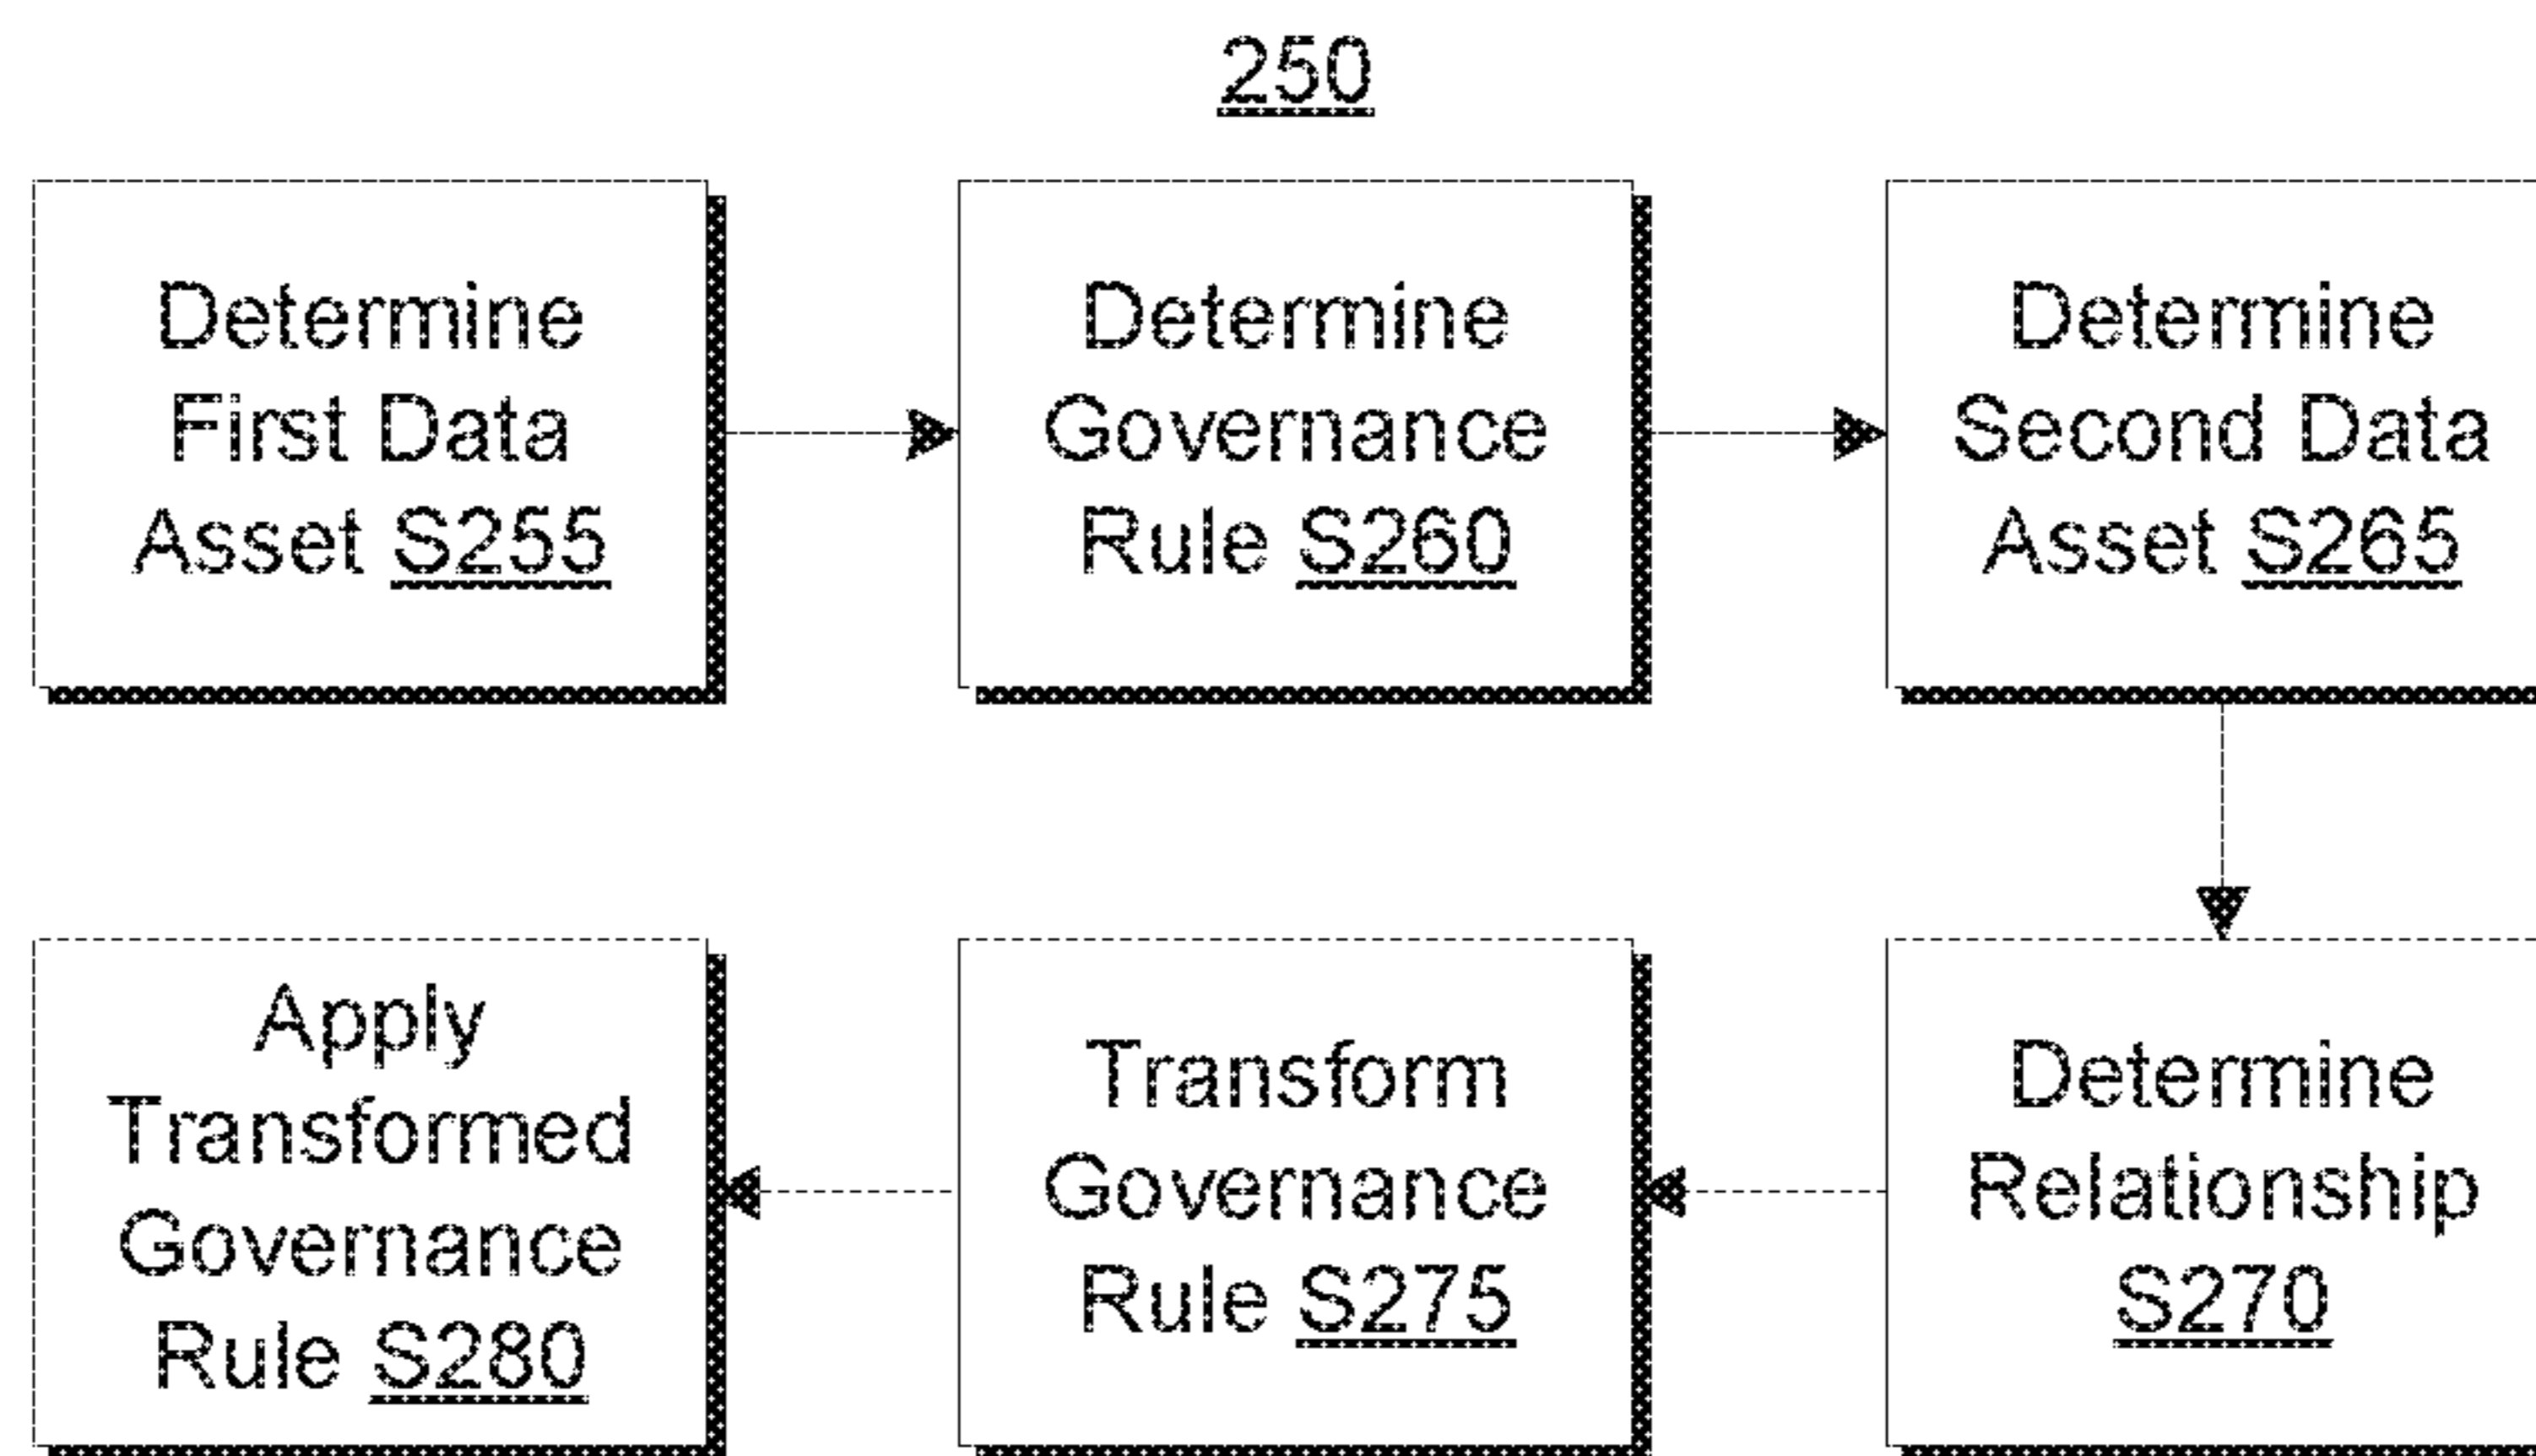 250
Determine
First Data
Asset S255
Determine
Governance
Rule S260
Determine
Second Data
Asset S265
Determine
Relationship
S270
Transform
Governance
Rule S275
Apply
Transformed
Governance
Rule S280